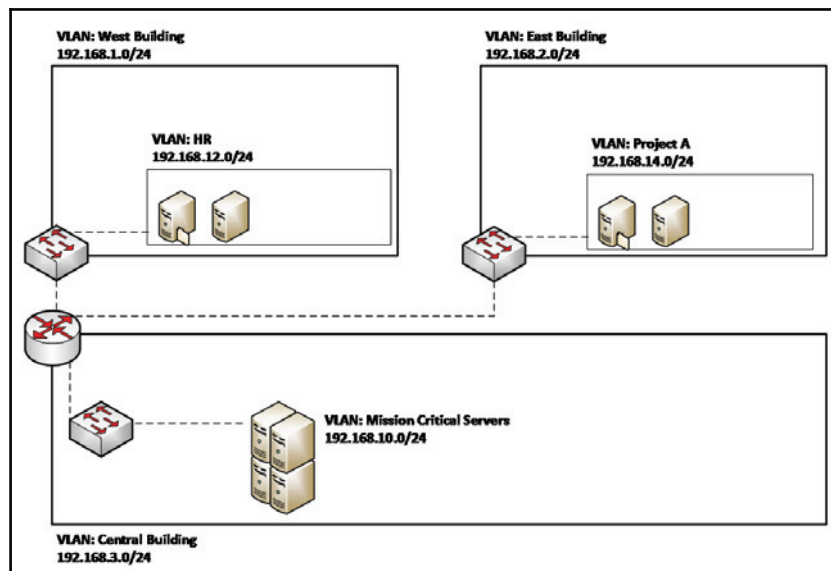 VLAN: West Building
192.168.1.0/24
VLAN: East Building
192.168.2.0/24
VLAN: HR
192.168.12.0/24
VLAN: Project A
192.168.14.0/24
VLAN: Mission Critical Servers
192.168.10.0/24
VLAN: Central Building
192.168.3.0/24